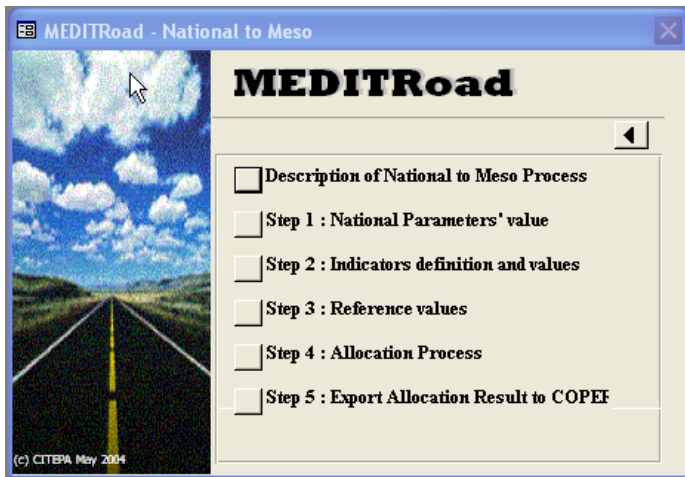 MEDITRoad - National to Meso
MEDITRoad
Description of National to Meso Process
Step 1 : National Parameters' value
Step 2 : Indicators definition and values
Step 3 : Reference values
Step 4 : Allocation Process
Step 5 : Export Allocation Result to
(c) CITEPA May 2004